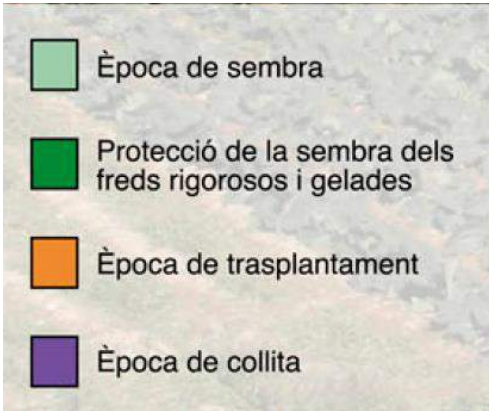 Època de sembra
Protecció de la sembra dels
freds rigorosos i gelades
Època de trasplantament
Època de collita